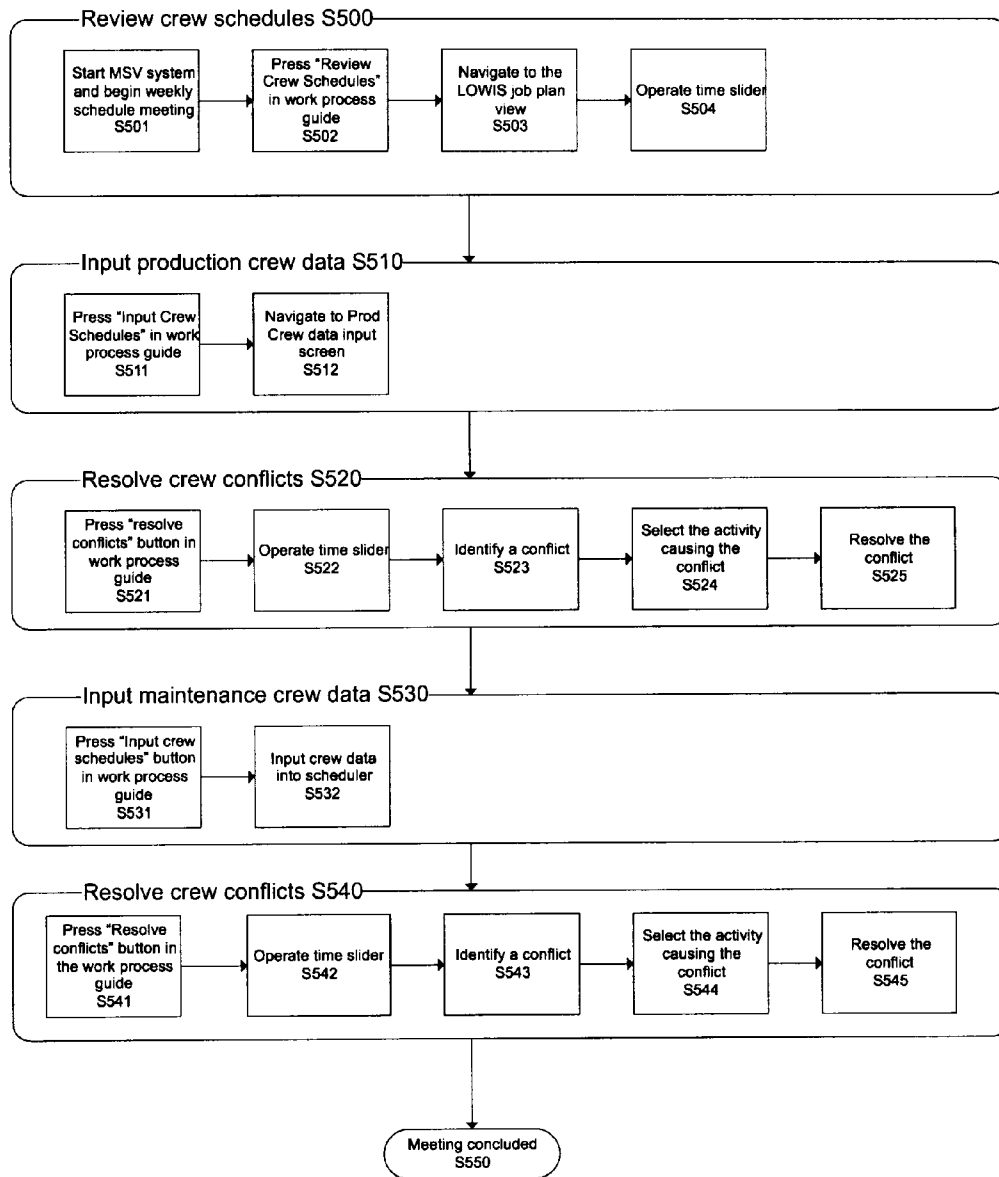 Review crew schedules S500
Start MSV system
and begin weekly
schedule meeting
S501
Press “Review
Crew Schedules”
in work process
guide
S502
Navigate to the
LOWIS job plan
view
S503
Operate time slider
S504
Input production crew data S510
Press “Input Crew
Schedules” in work
process guide
S511
Navigate to Prod
Crew data input
screen
S512
Resolve crew conflicts S520
Press “resolve
conflicts” button in
work process
guide
S521
Operate time slider
S522
Identify a conflict
S523
Select the activity
causing the
conflict
S524
Resolve the
conflict
S525
Input maintenance crew data S530
Press “Input crew
schedules” button
in work process
guide
S531
Input crew data
into scheduler
S532
Resolve crew conflicts S540
Press “Resolve
conflicts” button in
the work process
guide
S541
Operate time slider
S542
Identify a conflict
S543
Select the activity
causing the
conflict
S544
Resolve the
conflict
S545
Meeting concluded
S550